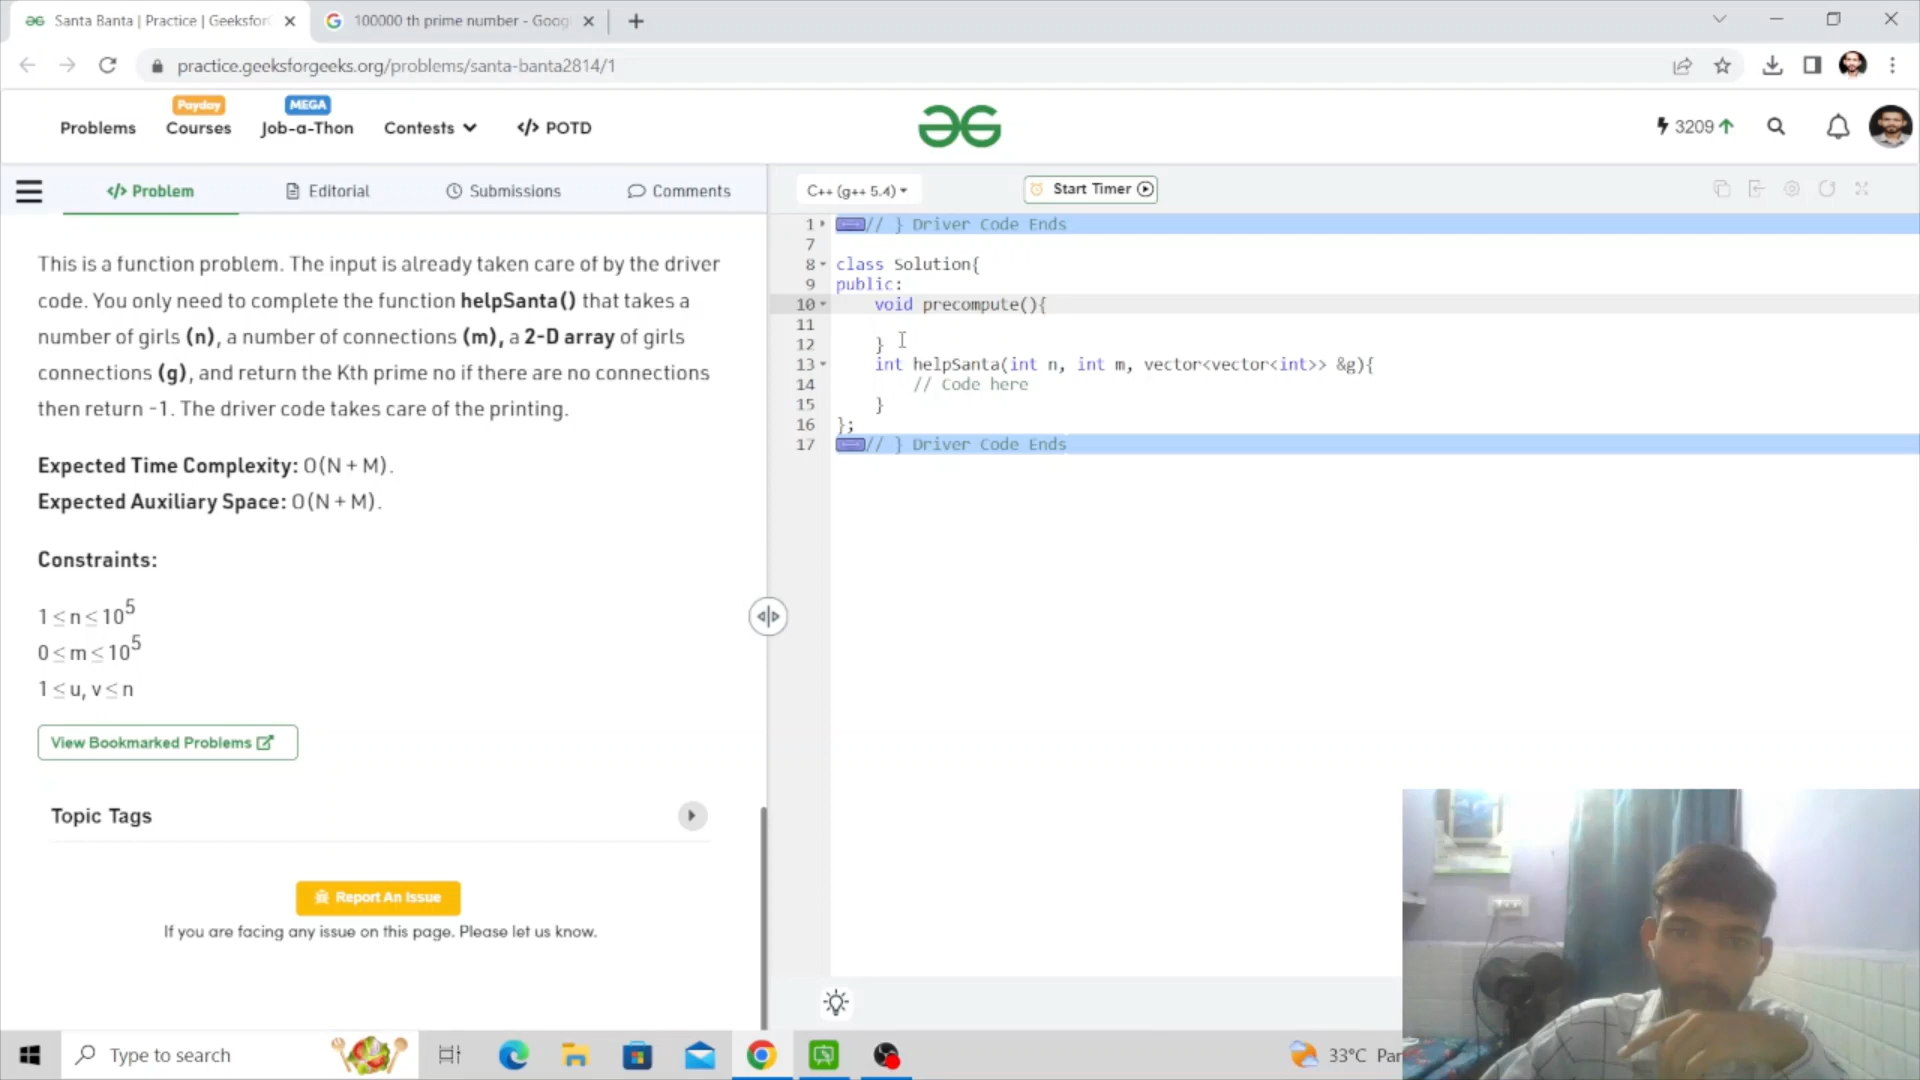 Santa Banta | Practice | Geeksfor
100000 th prime number - Goog
practice.geeksforgeeks.org/problems/santa-banta2814/1
Payday
MEGA
Problems
Courses
Job-a-Thon
Contests
</> POTD
3209
</> Problem
Editorial
Submissions
Comments
C++ (g++ 5.4)
Start Timer
This is a function problem. The input is already taken care of by the driver
code. You only need to complete the function helpSanta() that takes a
number of girls (n), a number of connections (m), a 2-D array of girls
connections (g), and return the Kth prime no if there are no connections
then return -1. The driver code takes care of the printing.
Expected Time Complexity: O(N + M).
Expected Auxiliary Space: O(N + M).
Constraints:
1 ≤ n ≤ 10^5
0 ≤ m ≤ 10^5
1 ≤ u, v ≤ n
View Bookmarked Problems
Topic Tags
Report An Issue
If you are facing any issue on this page. Please let us know.
1 // } Driver Code Ends
7
8 class Solution{
9 public:
10 void precompute(){
11
12 }
13 int helpSanta(int n, int m, vector<vector<int>> &g){
14 // Code here
15 }
16 };
17 // } Driver Code Ends
Type to search
33°C Par